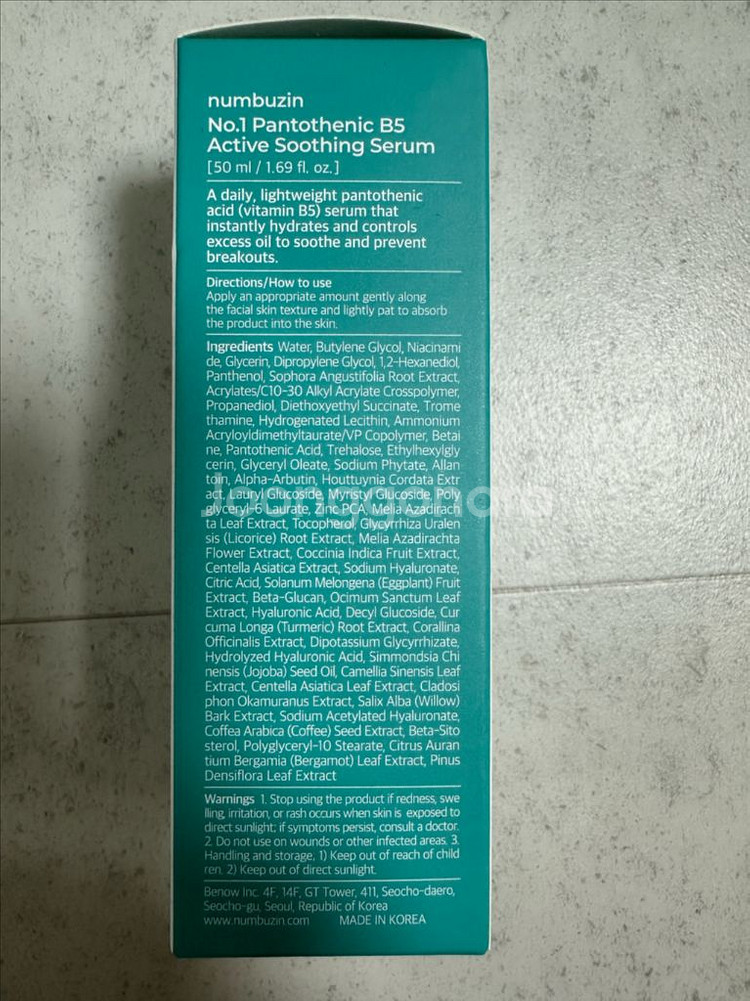 numbuzin
No.1 Pantothenic B5
Active Soothing Serum
[50 ml / 1.69 fl. oz.]
A daily, lightweight pantothenic
acid (vitamin B5) serum that
instantly hydrates and controls
excess oil to soothe and prevent
breakouts.
Directions/How to use
Apply an appropriate amount gently along
the facial skin texture and lightly pat to absorb
the product into the skin.
Ingredients Water, Butylene Glycol, Niacinami
de, Glycerin, Dipropylene Glycol, 1,2-Hexanediol,
Panthenol, Sophora Angustifolia Root Extract,
Acrylates/C10-30 Alkyl Acrylate Crosspolymer,
Propanediol, Diethoxyethyl Succinate, Trome
thamine, Hydrogenated Lecithin, Ammonium
Acryloyldimethyltaurate/VP Copolymer, Betai
ne, Pantothenic Acid, Trehalose, Ethylhexylgly
cerin, Glyceryl Oleate, Sodium Phytate, Allan
toin, Alpha-Arbutin, Houttuynia Cordata Extr
act, Lauryl Glucoside, Myristyl Glucoside, Poly
glyceryl-6 Laurate, Zinc PCA, Melia Azadirach
ta Leaf Extract, Tocopherol, Glycyrrhiza Uralen
sis (Licorice) Root Extract, Melia Azadirachta
Flower Extract, Coccinia Indica Fruit Extract,
Centella Asiatica Extract, Sodium Hyaluronate,
Citric Acid, Solanum Melongena (Eggplant) Fruit
Extract, Beta-Glucan, Ocimum Sanctum Leaf
Extract, Hyaluronic Acid, Decyl Glucoside, Cur
cuma Longa (Turmeric) Root Extract, Corallina
Officinalis Extract, Dipotassium Glycyrrhizate,
Hydrolyzed Hyaluronic Acid, Simmondsia Chi
nensis (Jojoba) Seed Oil, Camellia Sinensis Leaf
Extract, Centella Asiatica Leaf Extract, Cladosi
phon Okamuranus Extract, Salix Alba (Willow)
Bark Extract, Sodium Acetylated Hyaluronate,
Coffea Arabica (Coffee) Seed Extract, Beta-Sito
sterol, Polyglyceryl-10 Stearate, Citrus Auran
tium Bergamia (Bergamot) Leaf Extract, Pinus
Densiflora Leaf Extract
Warnings 1. Stop using the product if redness, swe
lling, irritation, or rash occurs when skin is exposed to
direct sunlight; if symptoms persist, consult a doctor.
2. Do not use on wounds or other infected areas. 3.
Handling and storage, 1) Keep out of reach of child
ren. 2) Keep out of direct sunlight.
Benow Inc. 4F, 14F, GT Tower, 411, Seocho-daero,
Seocho-gu, Seoul, Republic of Korea
www.numbuzin.com MADE IN KOREA
Joonggonara